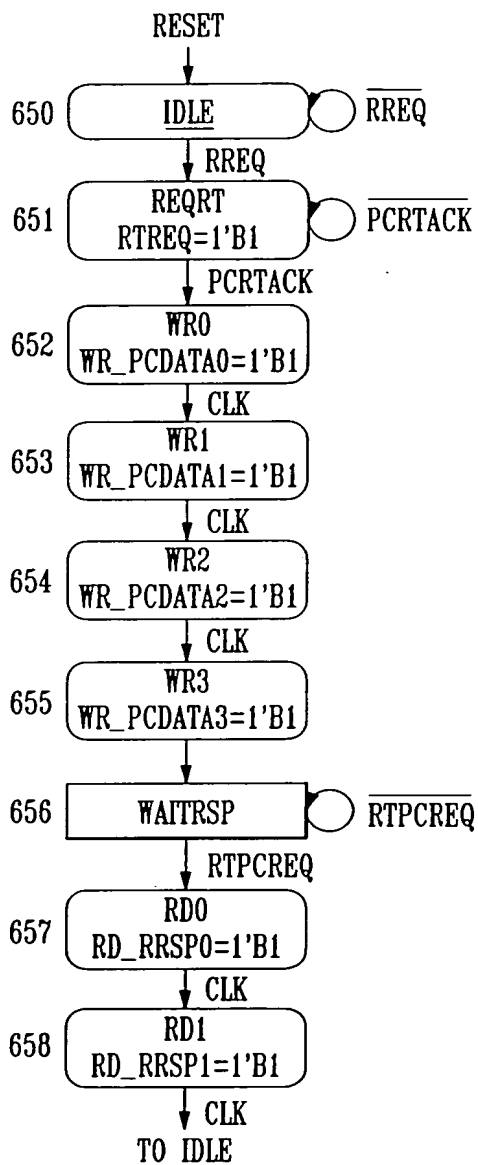 RESET
650 IDLE RREQ
RREQ
651 REQRT
RTREQ=1'B1 PCRTACK
PCRTACK
652 WR0
WR_PCDATA0=1'B1
CLK
653 WR1
WR_PCDATA1=1'B1
CLK
654 WR2
WR_PCDATA2=1'B1
CLK
655 WR3
WR_PCDATA3=1'B1
656 WAITRSP RTPCREQ
RTPCREQ
657 RD0
RD_RRSP0=1'B1
CLK
658 RD1
RD_RRSP1=1'B1
CLK
TO IDLE